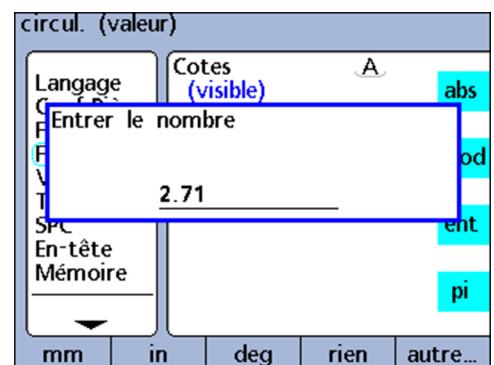 circul. (valeur)
Langage
Cotes
A
(visible)
abs
Entrer le nombre
2.71
SPC
ent
En-tête
Mémoire
pi
mm
in
deg
rien
autre...